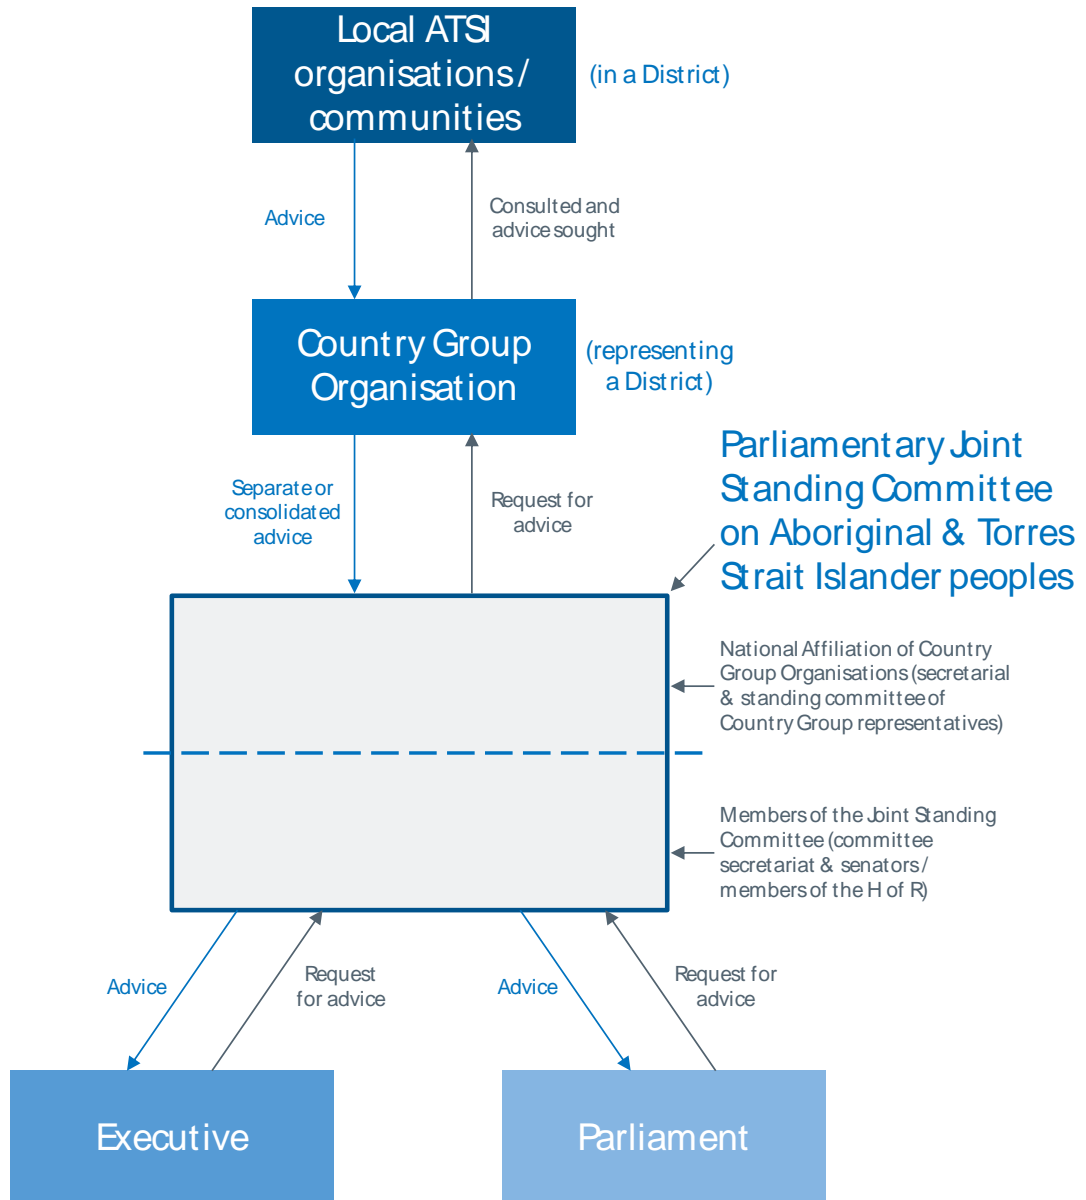 Local ATSI
organisations /
communities
(in a District)
Advice
Consulted and
advice sought
Country Group
Organisation
(representing
a District)
Separate or
consolidated
advice
Request for
advice
Parliamentary Joint
Standing Committee
on Aboriginal & Torres
Strait Islander peoples
National Affiliation of Country
Group Organisations (secretarial
& standing committee of
Country Group representatives)
Members of the Joint Standing
Committee (committee
secretariat & senators /
members of the H of R)
Advice
Request
for advice
Advice
Request for
advice
Executive
Parliament